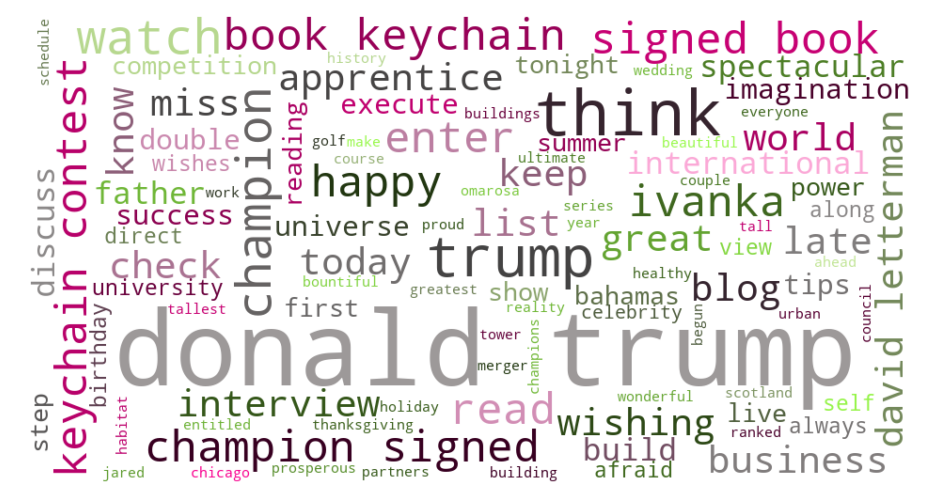 schedule
watch
book keychain
signed book
competition
history
tonight
wedding
spectacular
apprentice
imagination
know
missn
execute
buildings
think
everyone
keychain contest
champion
reading
double
golf
make
enter
summer
beautiful
world
wishes
course
ultimate
international
david letterman
discuss
father
work
happy
omarosa
keep
couple
power
success
ivanka
along
direct
universe
proud
list
series
year
great
tall
view
late
check
today
trump
healthy
ahead
university
bountiful
greatest
show
bahamas
blog
tips
tallest
first
reality
celebrity
urban
council
birthday
donald trump
tower
merger
champions
begun
step
habitat
interview
holiday
read
wonderful
scotland
self
entitled
thanksgiving
wishing
live
ranked
always
champion signed
build
business
jared
chicago
prosperous
partners
building
afraid